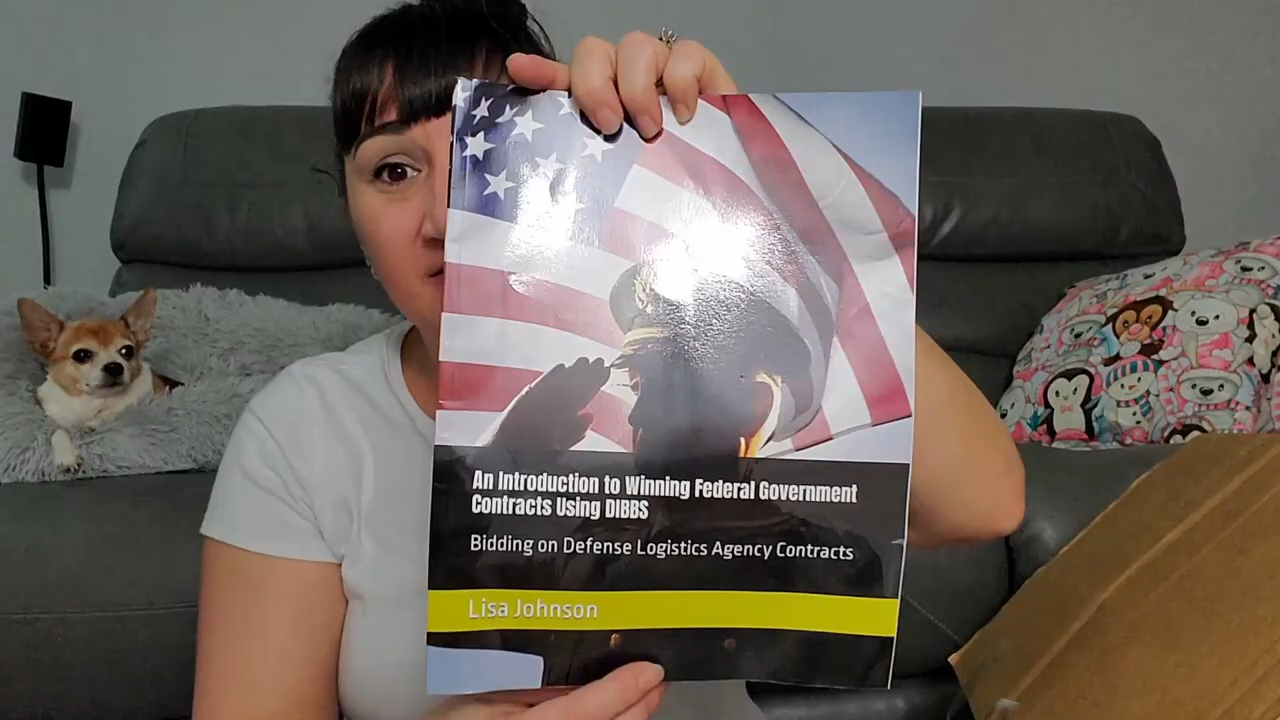 An Introduction to Winning Federal Government
Contracts Using DIBBS
Bidding on Defense Logistics Agency Contracts
Lisa Johnson